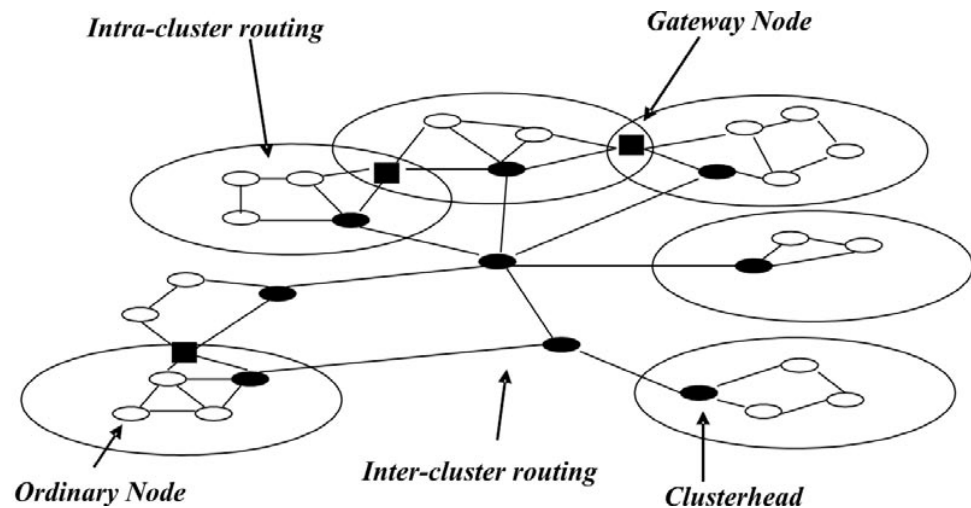 Intra-cluster routing
Gateway Node
Ordinary Node
Inter-cluster routing
Clusterhead